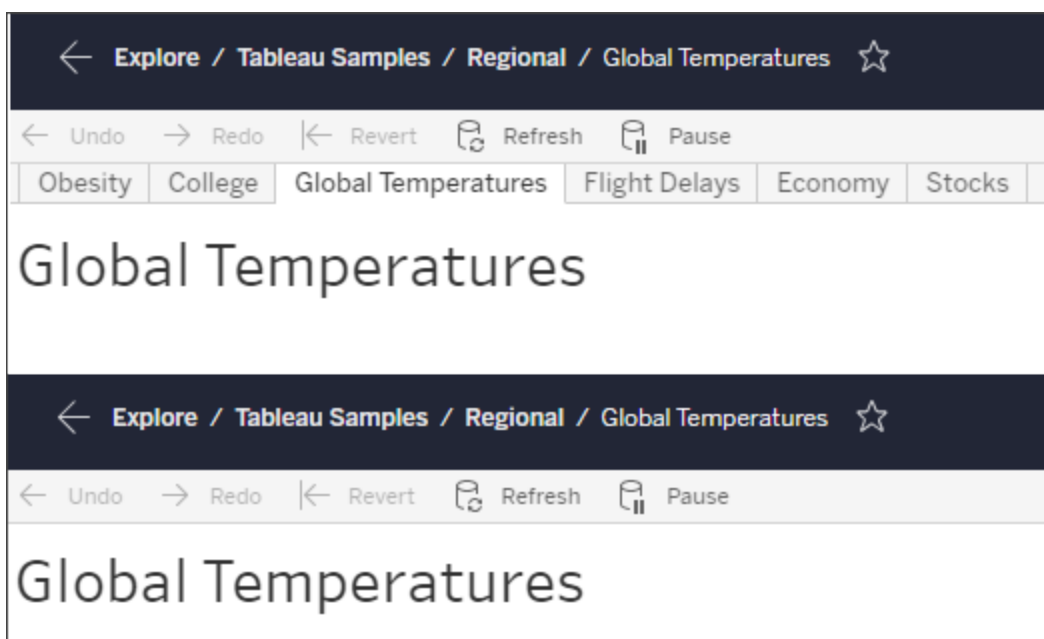 Explore / Tableau Samples / Regional / Global Temperatures
Undo Redo Revert Refresh Pause
Obesity College Global Temperatures Flight Delays Economy Stocks
Global Temperatures
Explore / Tableau Samples / Regional / Global Temperatures
Undo Redo Revert Refresh Pause
Global Temperatures